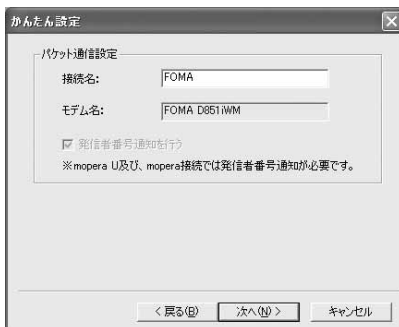 かんたん設定
パケット通信設定
接続名: FOMA
モデム名: FOMA D851iWM
発信者番号通知を行う
※mopera U及び、mopera接続では発信者番号通知が必要です。
< 戻る(B) 次へ(N) > キャンセル